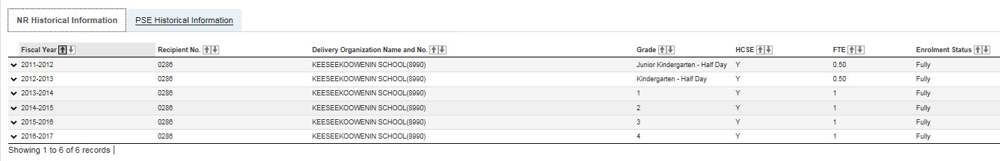 NR Historical Information PSE Historical Information
Fiscal Year Recipient No. Delivery Organization Name and No. Grade HCSE FTE Enrolment Status
2011-2012 0286 KEESEEKOOWENIN SCHOOL(8990) Junior Kindergarten - Half Day Y 0.50 Fully
2012-2013 0286 KEESEEKOOWENIN SCHOOL(8990) Kindergarten - Half Day Y 0.50 Fully
2013-2014 0286 KEESEEKOOWENIN SCHOOL(8990) 1 Y 1 Fully
2014-2015 0286 KEESEEKOOWENIN SCHOOL(8990) 2 Y 1 Fully
2015-2016 0286 KEESEEKOOWENIN SCHOOL(8990) 3 Y 1 Fully
2016-2017 0286 KEESEEKOOWENIN SCHOOL(8990) 4 Y 1 Fully
Showing 1 to 6 of 6 records |